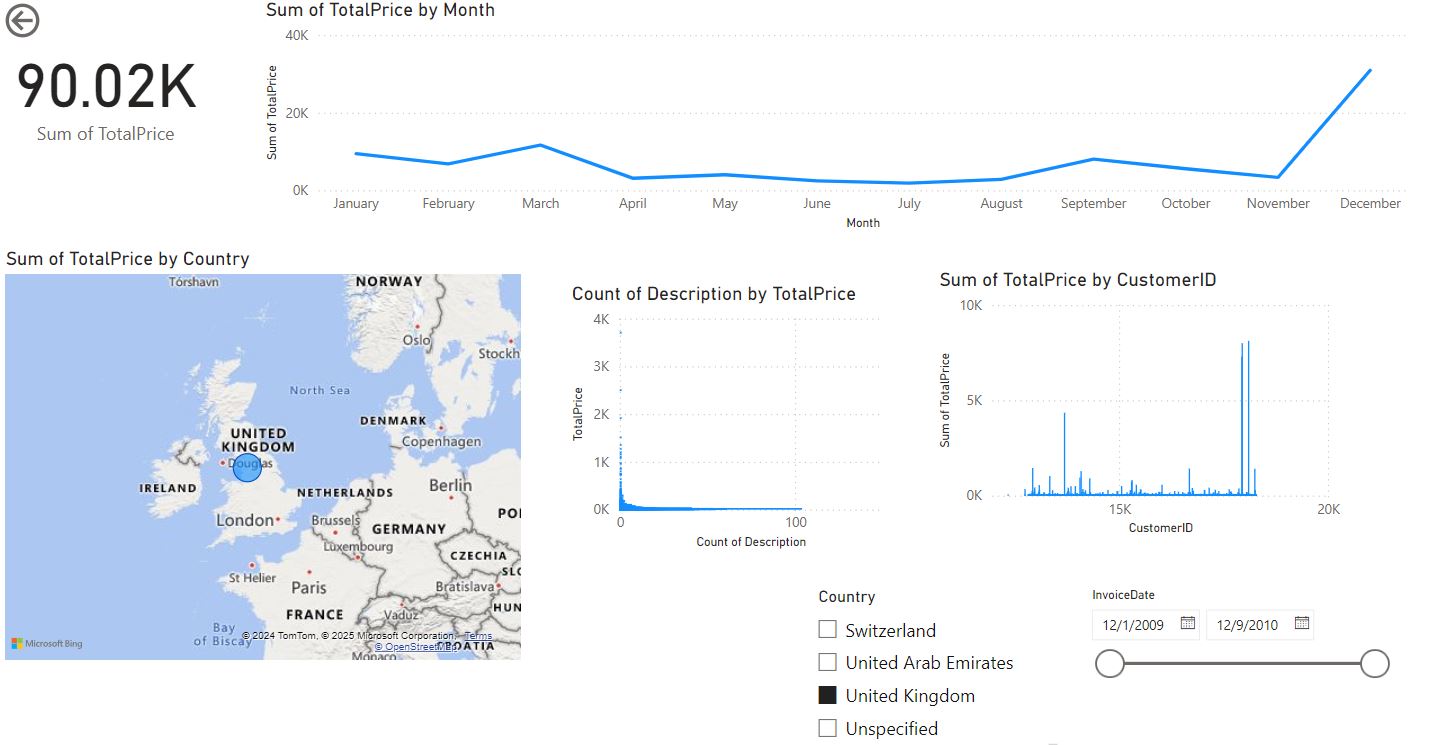 Sum of TotalPrice by Month
90.02K
Sum of TotalPrice
Sum of TotalPrice
40K
20K
0K
January February March April May June July August September October November December
Month
Sum of TotalPrice by Country
Tórshavn
NORWAY
Oslo
Stockh
North Sea
DENMARK
Copenhagen
UNITED
KINGDOM
Douglas
IRELAND
NETHERLANDS
Berlin
London
Brussels
GERMANY
PO
Luxembourg
CZECHIA
SLO
St Helier
Paris
Bratislava
FRANCE
Vaduz
HUN
Bay
of Biscay
© 2024 TomTom, © 2025 Microsoft Corporation, Terms
© OpenStreetMap
CROATIA
Monaco
Microsoft Bing
Count of Description by TotalPrice
TotalPrice
4K
3K
2K
1K
0K
0 100
Count of Description
Sum of TotalPrice by CustomerID
Sum of TotalPrice
10K
5K
0K
15K 20K
CustomerID
Country
Switzerland
United Arab Emirates
United Kingdom
Unspecified
InvoiceDate
12/1/2009 12/9/2010